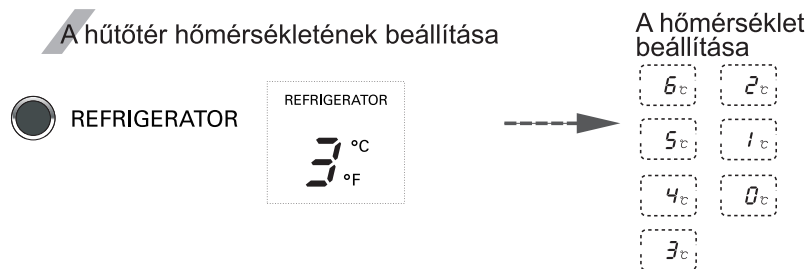 A hűtőtér hőmérsékletének beállítása
REFRIGERATOR
REFRIGERATOR
3 °C
°F
A hőmérséklet
beállítása
6 °C 2 °C
5 °C 1 °C
4 °C 0 °C
3 °C